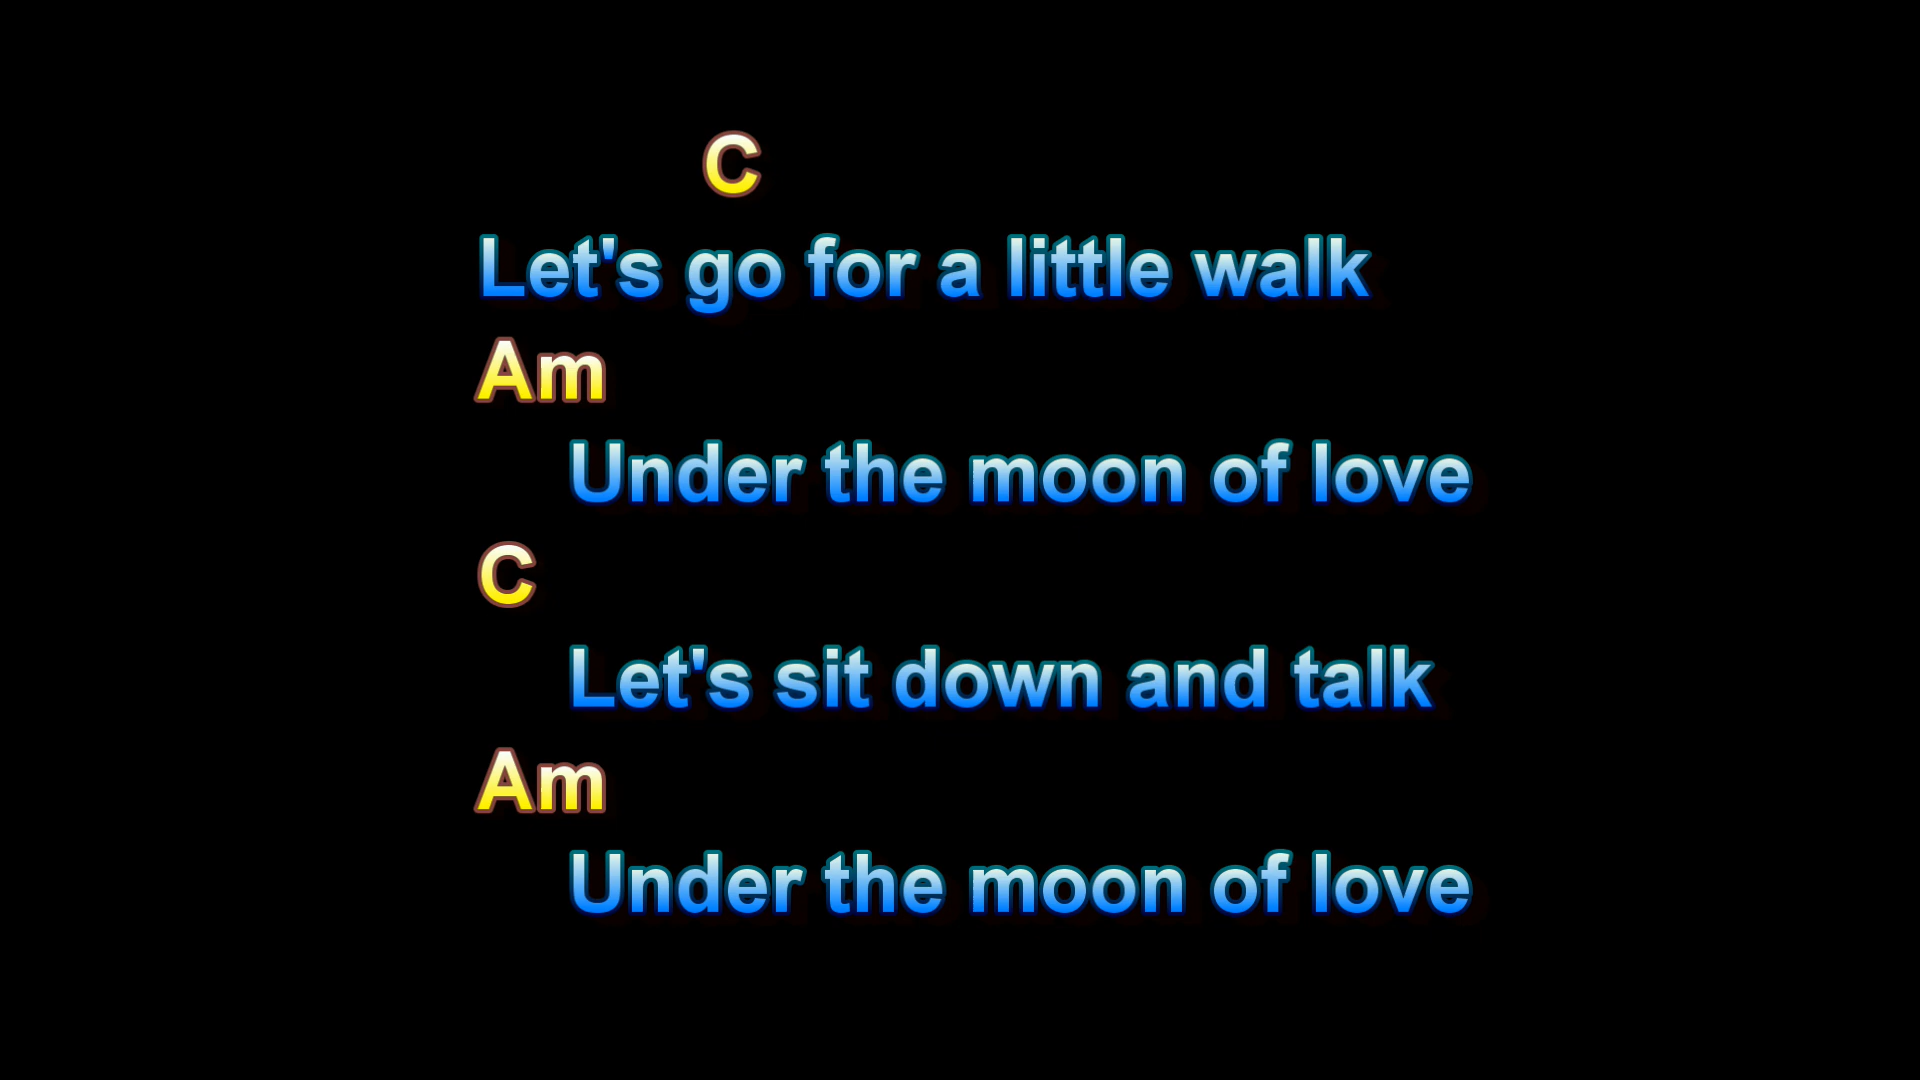 C
Let's go for a little walk
Am
Under the moon of love
C
Let's sit down and talk
Am
Under the moon of love